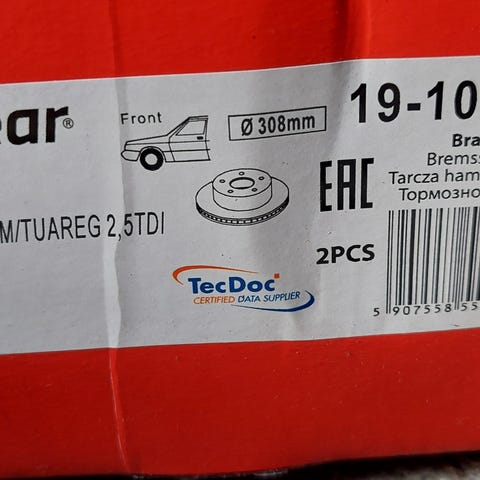 ear®
Front
Ø 308mm
19-10
Bra
Bremss
Tarcza ham
Тормозно
EAC
M/TUAREG 2,5TDI
2PCS
TecDoc
CERTIFIED DATA SUPPLIER
5 907558 55